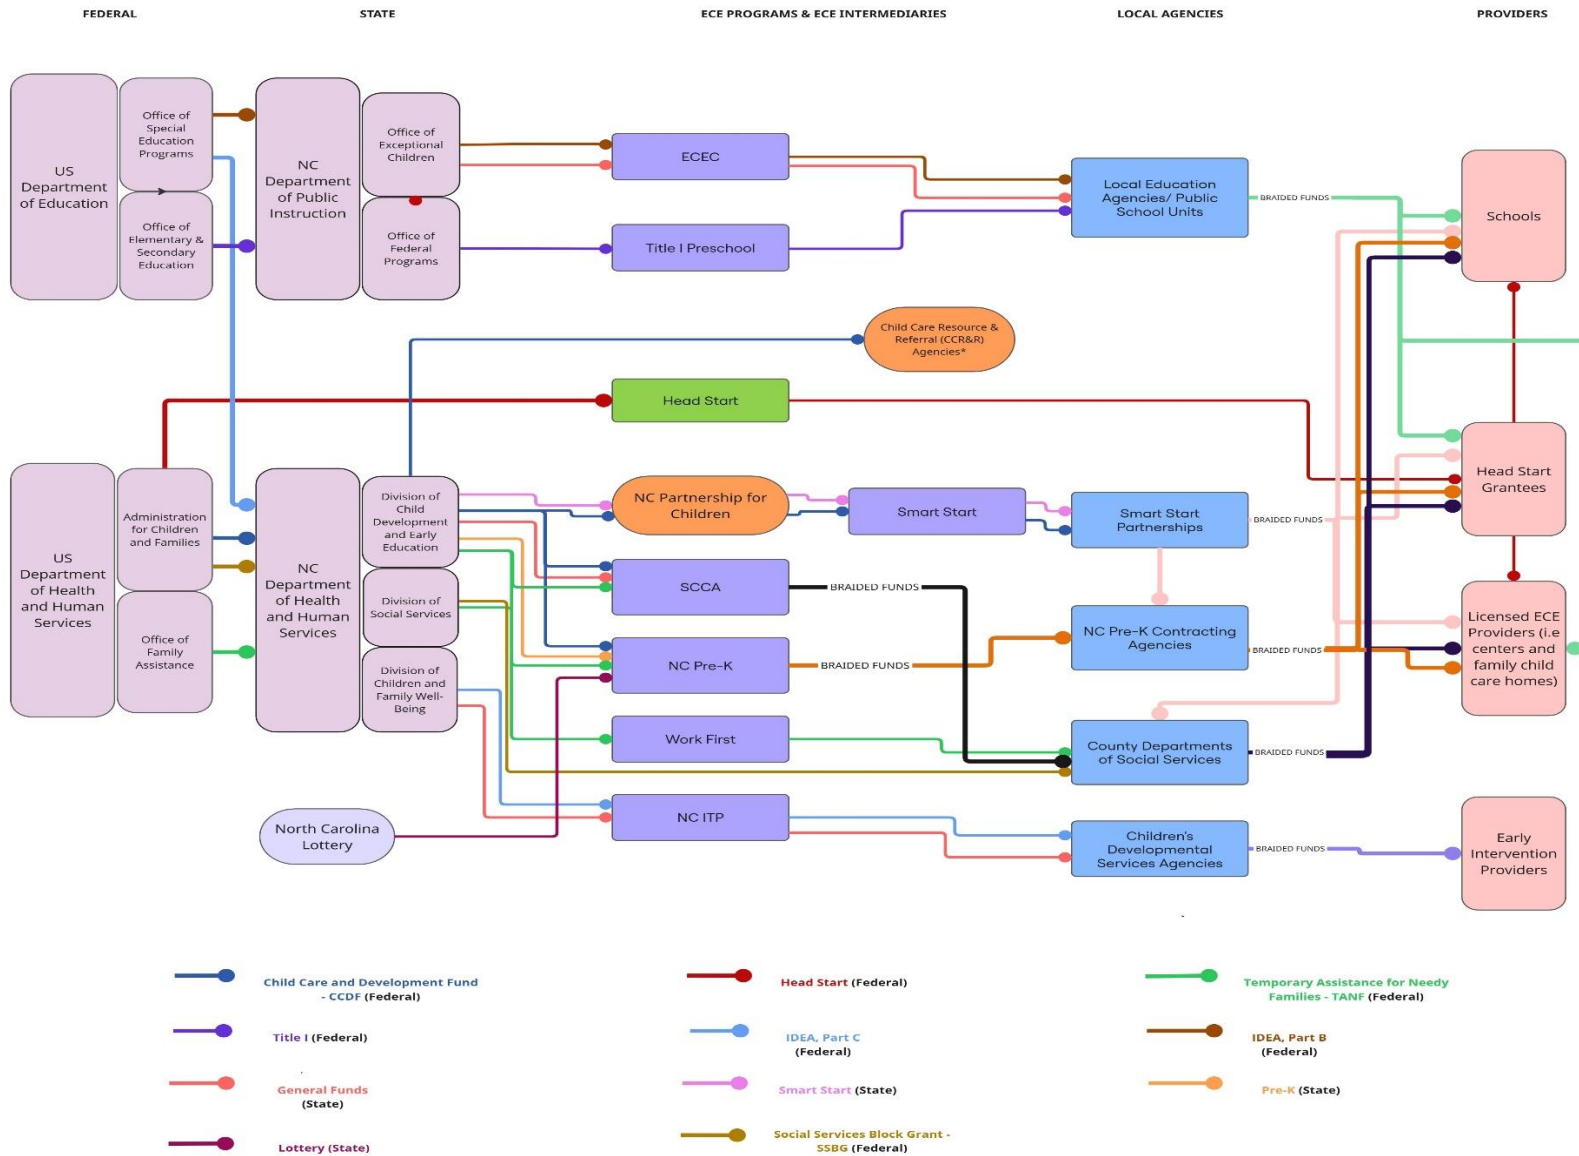 FEDERAL
STATE
ECE PROGRAMS & ECE INTERMEDIARIES
LOCAL AGENCIES
PROVIDERS
US
Department
of Education
Office of
Special
Education
Programs
Office of
Elementary &
Secondary
Education
NC
Department
of Public
Instruction
Office of
Exceptional
Children
Office of
Federal
Programs
ECEC
Title I Preschool
Local Education
Agencies/ Public
School Units
BRAIDED FUNDS
Schools
Child Care Resource &
Referral (CCR&R)
Agencies*
Head Start
US
Department
of Health
and Human
Services
Administration
for Children
and Families
Office of
Family
Assistance
NC
Department
of Health
and Human
Services
Division of
Child
Development
and Early
Education
Division of
Social Services
Division of
Children and
Family Well-
Being
NC Partnership for
Children
Smart Start
Smart Start
Partnerships
BRAIDED FUNDS
Head Start
Grantees
SCCA
BRAIDED FUNDS
NC Pre-K
BRAIDED FUNDS
NC Pre-K Contracting
Agencies
BRAIDED FUNDS
Licensed ECE
Providers (i.e
centers and
family child
care homes)
Work First
County Departments
of Social Services
BRAIDED FUNDS
North Carolina
Lottery
NC ITP
Children's
Developmental
Services Agencies
BRAIDED FUNDS
Early
Intervention
Providers
Child Care and Development Fund
- CCDF (Federal)
Head Start (Federal)
Temporary Assistance for Needy
Families - TANF (Federal)
Title I (Federal)
IDEA, Part C
(Federal)
IDEA, Part B
(Federal)
General Funds
(State)
Smart Start (State)
Pre-K (State)
Lottery (State)
Social Services Block Grant -
SSBG (Federal)